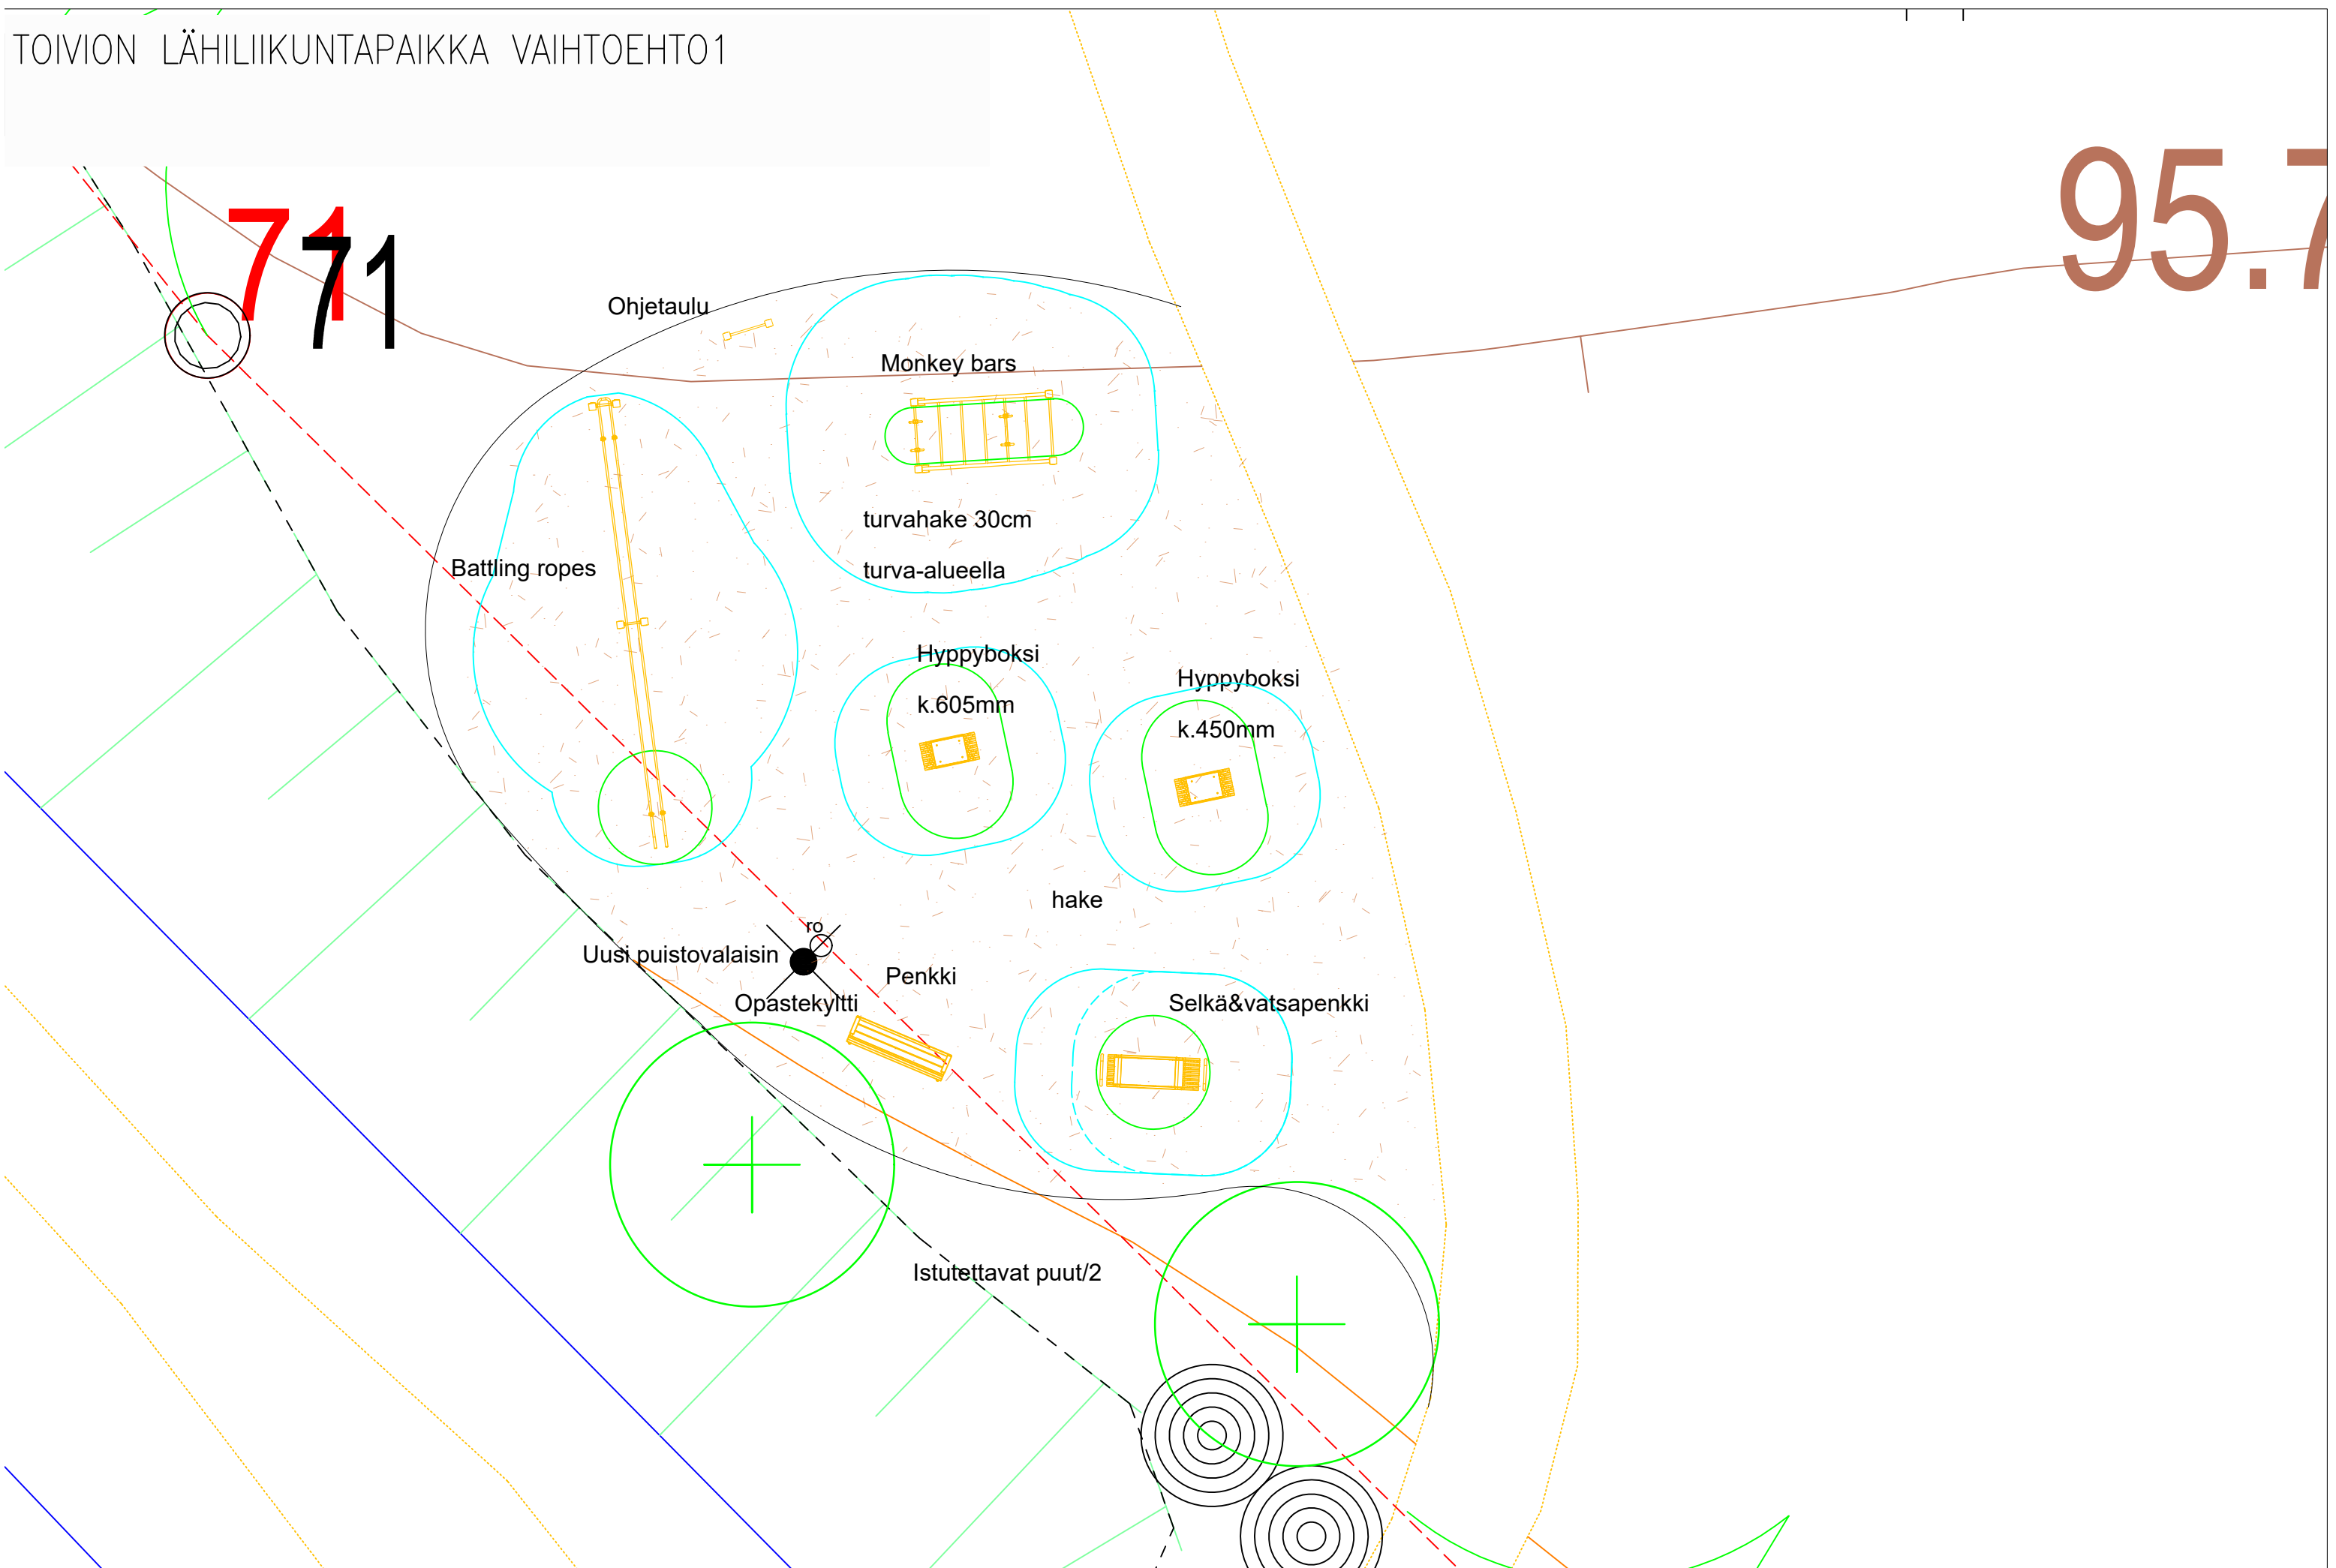 TOIVION LÄHILIIKUNTAPAIKKA VAIHTOEHTO1
95.7
71
71
Ohjetaulu
Monkey bars
turvahake 30cm
turva-alueella
Battling ropes
Hyppyboksi
k.605mm
Hyppyboksi
k.450mm
hake
ro
Uusi puistovalaisin
Penkki
Opastekyltti
Selkä&vatsapenkki
Istutettavat puut/2